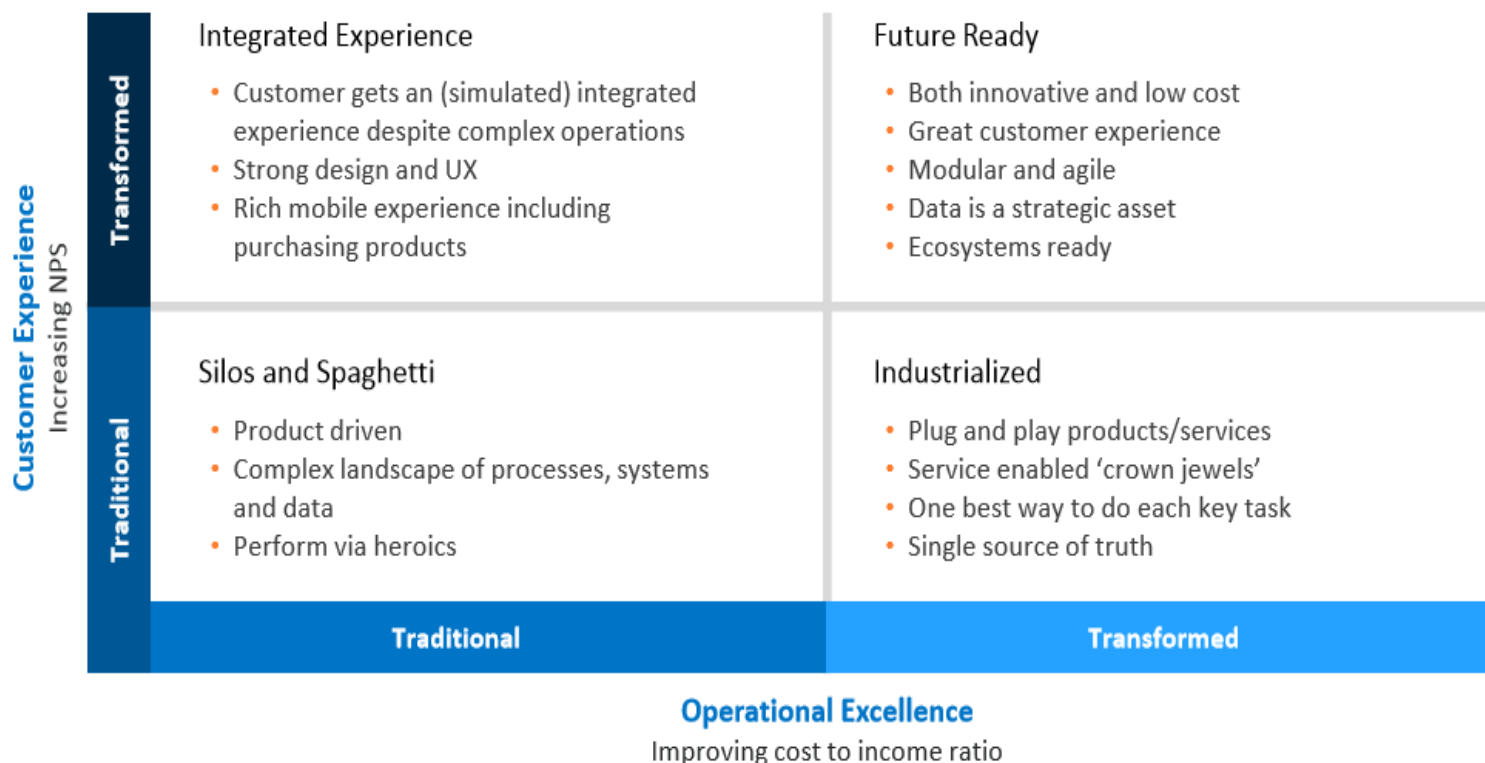 Customer Experience
Increasing NPS
Transformed
Traditional
Integrated Experience
• Customer gets an (simulated) integrated
experience despite complex operations
• Strong design and UX
• Rich mobile experience including
purchasing products
Future Ready
• Both innovative and low cost
• Great customer experience
• Modular and agile
• Data is a strategic asset
• Ecosystems ready
Silos and Spaghetti
• Product driven
• Complex landscape of processes, systems
and data
• Perform via heroics
Industrialized
• Plug and play products/services
• Service enabled ‘crown jewels’
• One best way to do each key task
• Single source of truth
Traditional
Transformed
Operational Excellence
Improving cost to income ratio